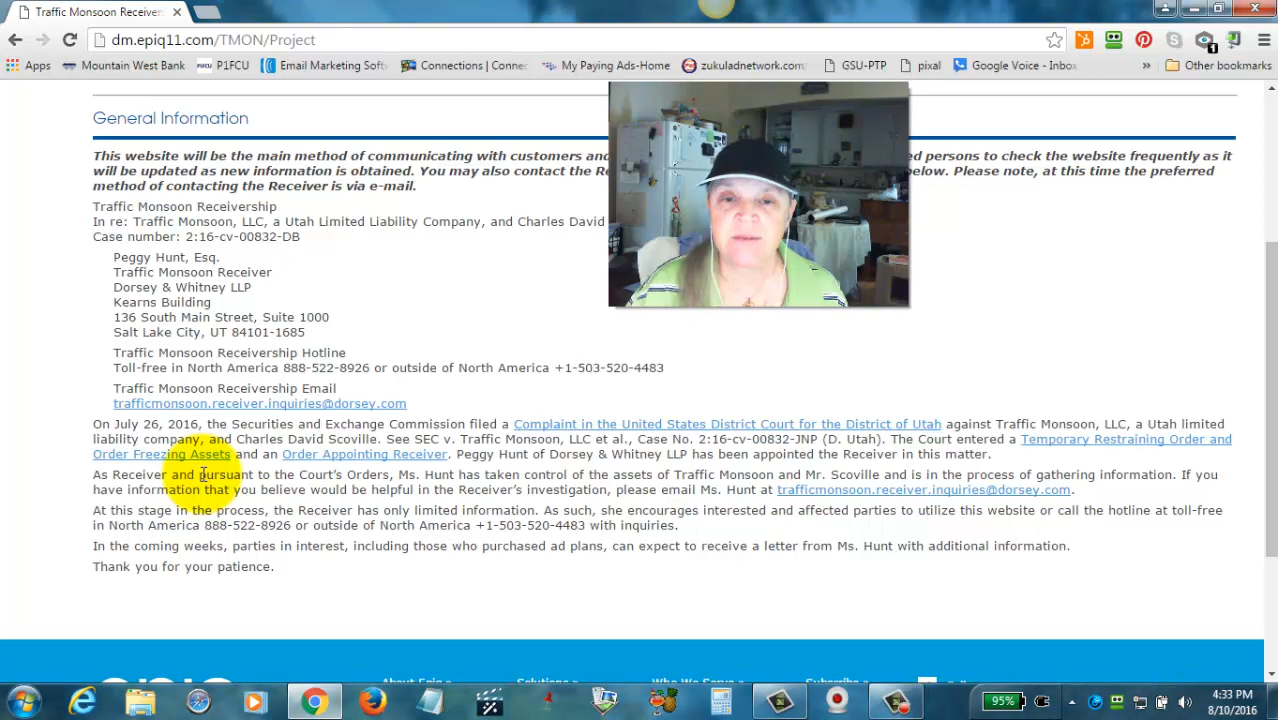 Traffic Monsoon Receiver
dm.epiq11.com/TMON/Project
Apps Mountain West Bank P1FCU Email Marketing Soft Connections | Connec My Paying Ads-Home zukuladnetwork.com/ GSU-PTP pixal Google Voice - Inbox » Other bookmarks
General Information
This website will be the main method of communicating with customers and ed persons to check the website frequently as it
will be updated as new information is obtained. You may also contact the Re below. Please note, at this time the preferred
method of contacting the Receiver is via e-mail.
Traffic Monsoon Receivership
In re: Traffic Monsoon, LLC, a Utah Limited Liability Company, and Charles David
Case number: 2:16-cv-00832-DB
Peggy Hunt, Esq.
Traffic Monsoon Receiver
Dorsey & Whitney LLP
Kearns Building
136 South Main Street, Suite 1000
Salt Lake City, UT 84101-1685
Traffic Monsoon Receivership Hotline
Toll-free in North America 888-522-8926 or outside of North America +1-503-520-4483
Traffic Monsoon Receivership Email
trafficmonsoon.receiver.inquiries@dorsey.com
On July 26, 2016, the Securities and Exchange Commission filed a Complaint in the United States District Court for the District of Utah against Traffic Monsoon, LLC, a Utah limited
liability company, and Charles David Scoville. See SEC v. Traffic Monsoon, LLC et al., Case No. 2:16-cv-00832-JNP (D. Utah). The Court entered a Temporary Restraining Order and
Order Freezing Assets and an Order Appointing Receiver. Peggy Hunt of Dorsey & Whitney LLP has been appointed the Receiver in this matter.
As Receiver and pursuant to the Court's Orders, Ms. Hunt has taken control of the assets of Traffic Monsoon and Mr. Scoville and is in the process of gathering information. If you
have information that you believe would be helpful in the Receiver's investigation, please email Ms. Hunt at trafficmonsoon.receiver.inquiries@dorsey.com.
At this stage in the process, the Receiver has only limited information. As such, she encourages interested and affected parties to utilize this website or call the hotline at toll-free
in North America 888-522-8926 or outside of North America +1-503-520-4483 with inquiries.
In the coming weeks, parties in interest, including those who purchased ad plans, can expect to receive a letter from Ms. Hunt with additional information.
Thank you for your patience.
About Epiq Solutions Who We Serve Subscribe
95% 4:33 PM
8/10/2016